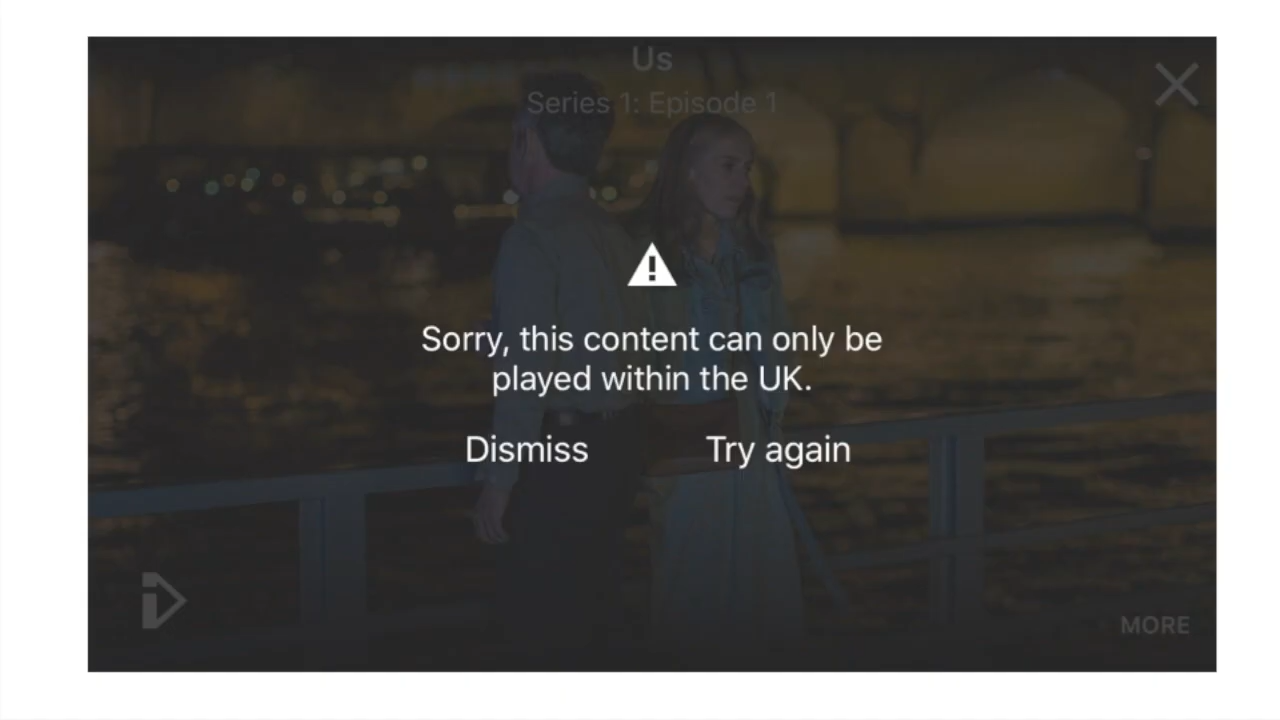 Us
Series 1: Episode 1
Sorry, this content can only be
played within the UK.
Dismiss Try again
MORE